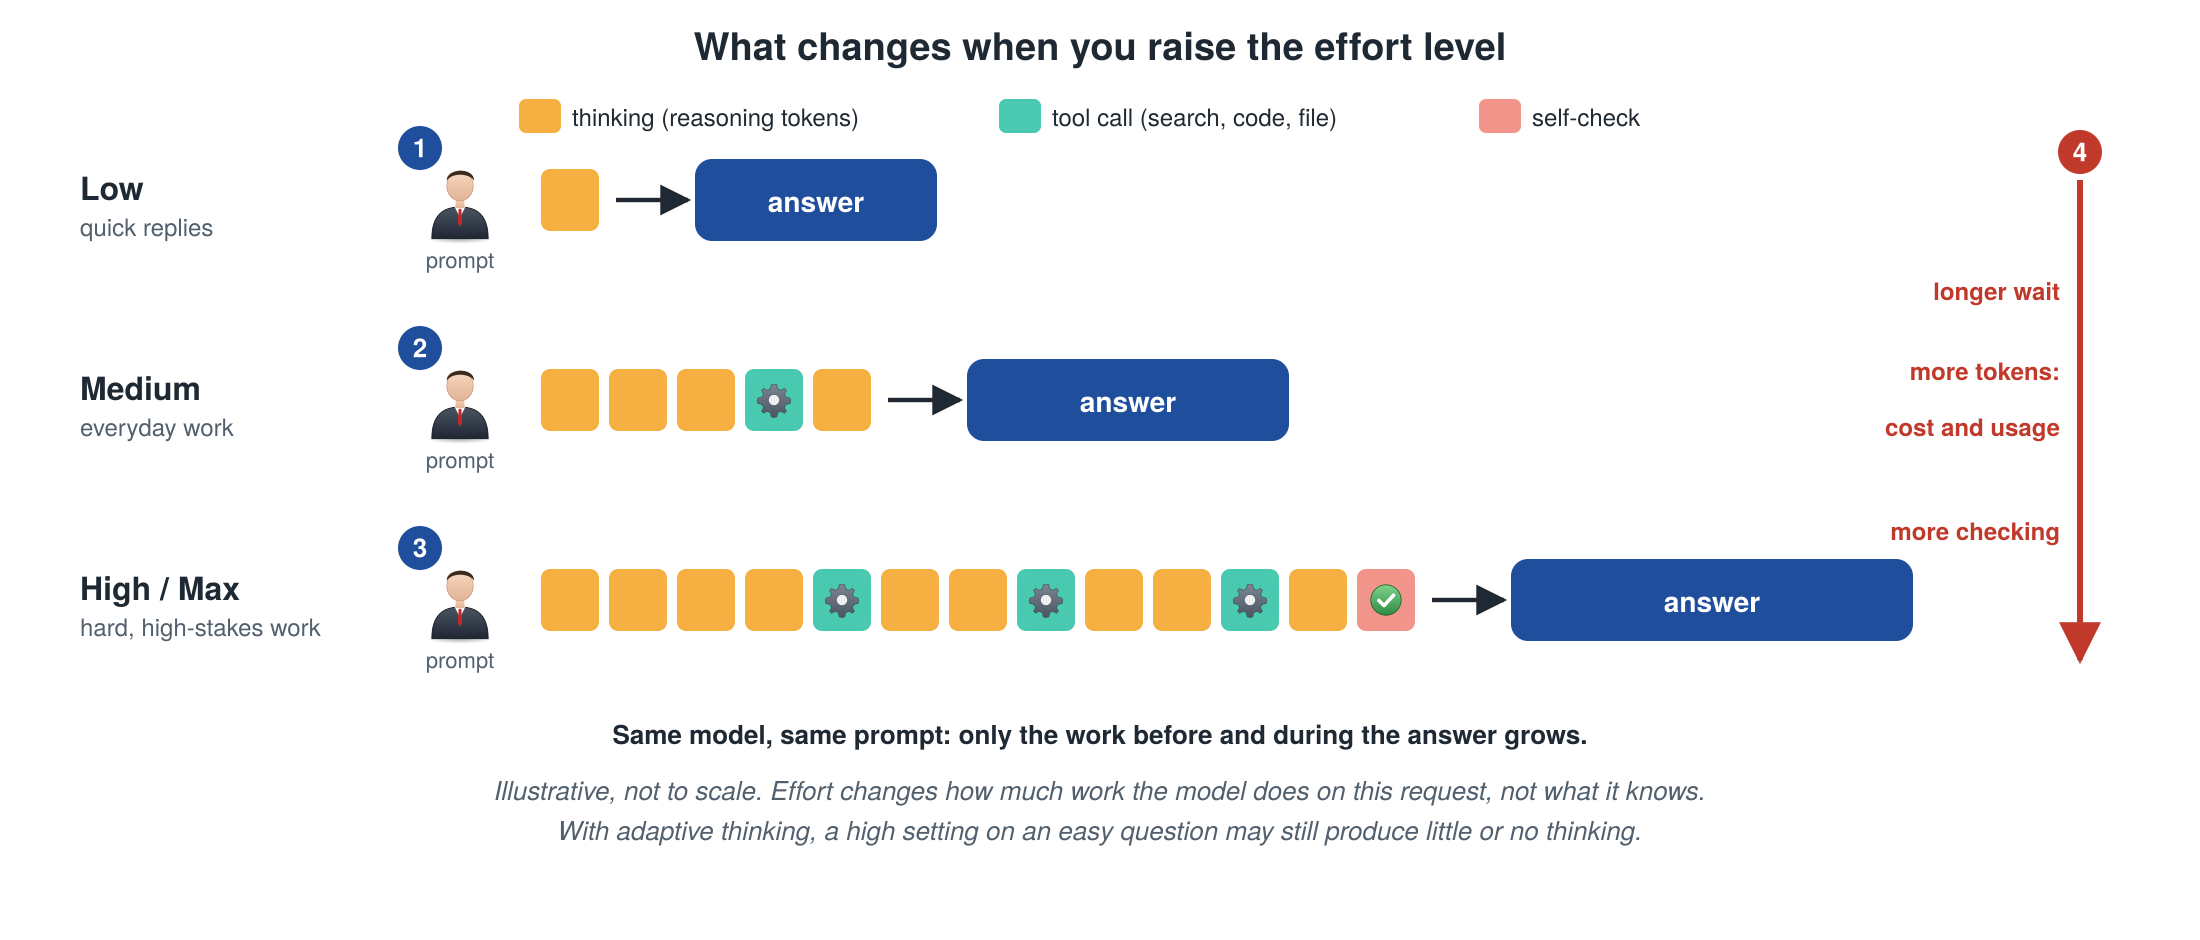 What changes when you raise the effort level
thinking (reasoning tokens)
tool call (search, code, file)
self-check
1
Low
quick replies
prompt
answer
4
longer wait
2
Medium
everyday work
prompt
answer
more tokens:
cost and usage
3
High / Max
hard, high-stakes work
prompt
answer
more checking
Same model, same prompt: only the work before and during the answer grows.
Illustrative, not to scale. Effort changes how much work the model does on this request, not what it knows.
With adaptive thinking, a high setting on an easy question may still produce little or no thinking.